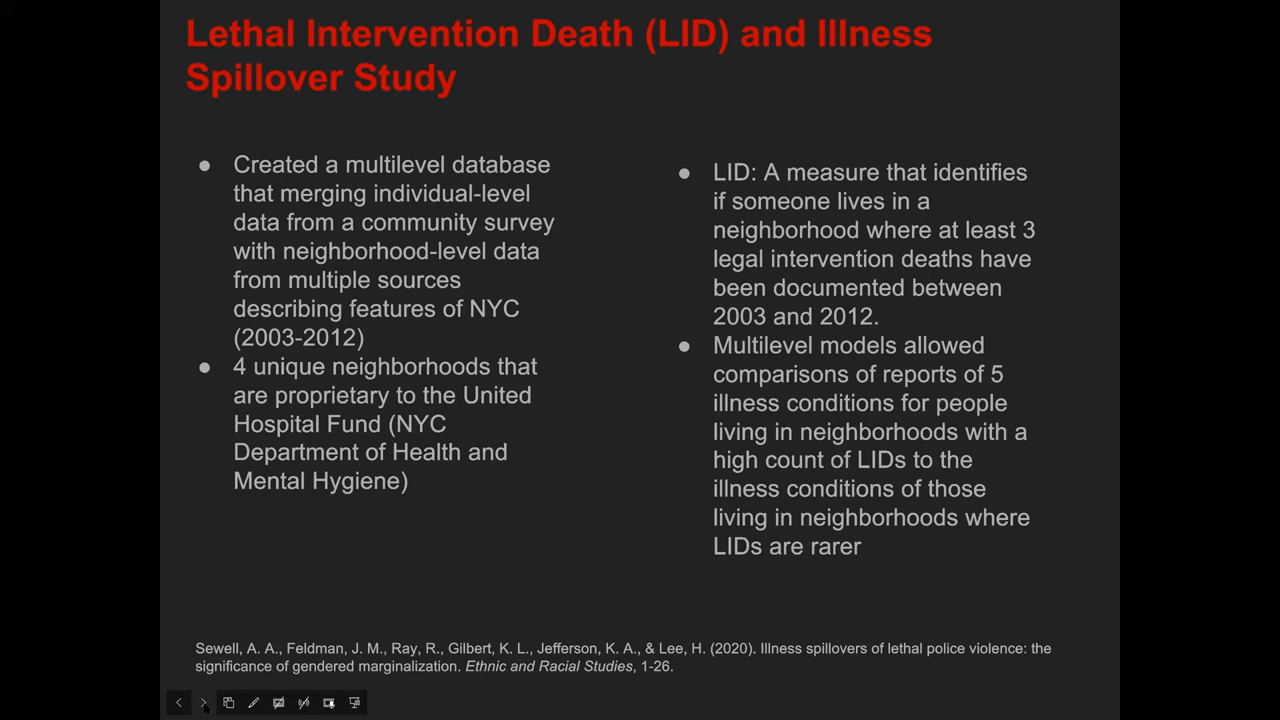 Lethal Intervention Death (LID) and Illness
Spillover Study
● Created a multilevel database
that merging individual-level
data from a community survey
with neighborhood-level data
from multiple sources
describing features of NYC
(2003-2012)
● 4 unique neighborhoods that
are proprietary to the United
Hospital Fund (NYC
Department of Health and
Mental Hygiene)
● LID: A measure that identifies
if someone lives in a
neighborhood where at least 3
legal intervention deaths have
been documented between
2003 and 2012.
● Multilevel models allowed
comparisons of reports of 5
illness conditions for people
living in neighborhoods with a
high count of LIDs to the
illness conditions of those
living in neighborhoods where
LIDs are rarer
Sewell, A. A., Feldman, J. M., Ray, R., Gilbert, K. L., Jefferson, K. A., & Lee, H. (2020). Illness spillovers of lethal police violence: the
significance of gendered marginalization. Ethnic and Racial Studies, 1-26.